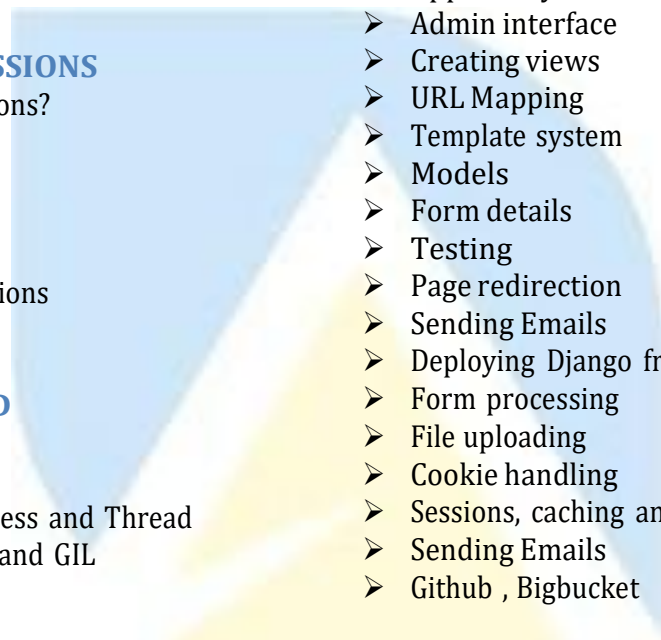 SSIONS
ons?
ions
D
ess and Thread
and GIL
➢ Admin interface
➢ Creating views
➢ URL Mapping
➢ Template system
➢ Models
➢ Form details
➢ Testing
➢ Page redirection
➢ Sending Emails
➢ Deploying Django fr
➢ Form processing
➢ File uploading
➢ Cookie handling
➢ Sessions, caching an
➢ Sending Emails
➢ Github , Bigbucket